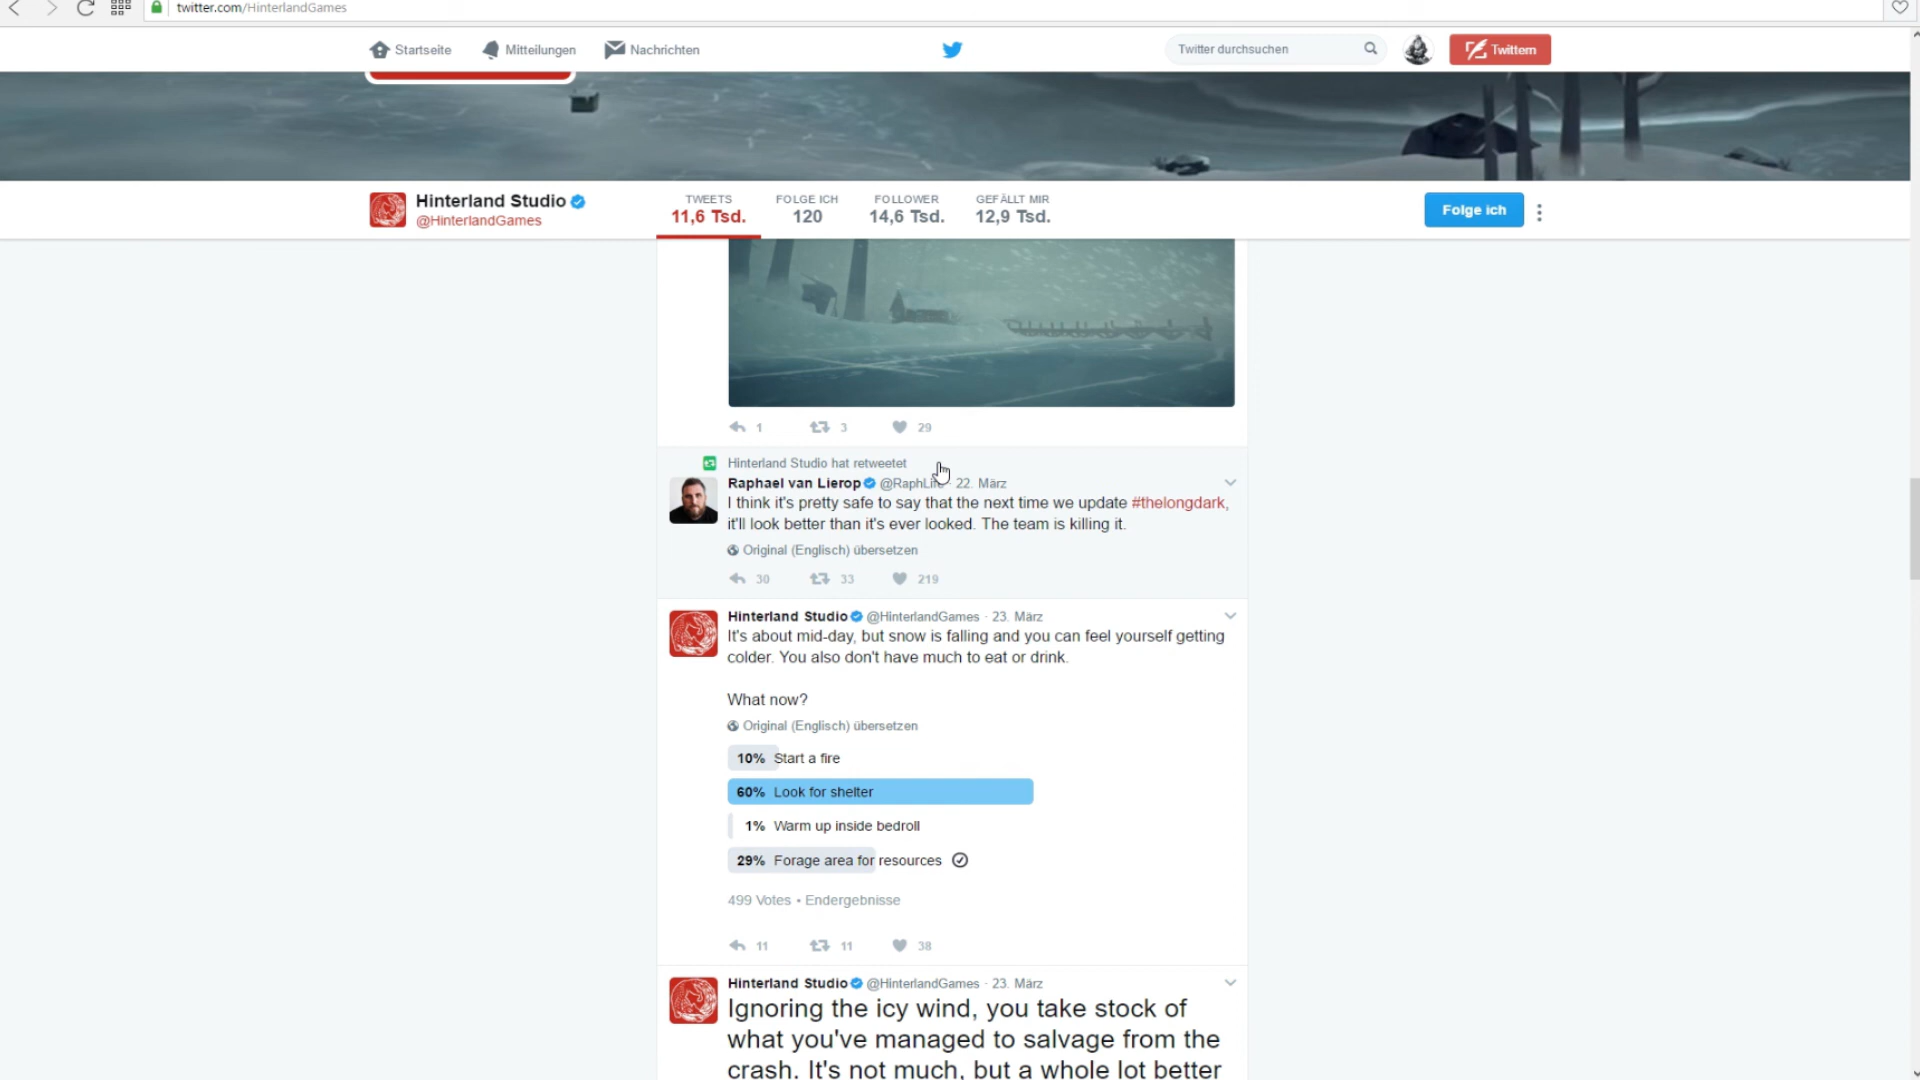 twitter.com/HinterlandGames
Startseite
Mitteilungen
Nachrichten
Twitter durchsuchen
Twittern
Hinterland Studio
@HinterlandGames
TWEETS
11,6 Tsd.
FOLGE ICH
120
FOLLOWER
14,6 Tsd.
GEFÄLLT MIR
12,9 Tsd.
Folge ich
1
3
29
Hinterland Studio hat retweetet
Raphael van Lierop @RaphLife · 22. März
I think it's pretty safe to say that the next time we update #thelongdark,
it'll look better than it's ever looked. The team is killing it.
Original (Englisch) übersetzen
30
33
219
Hinterland Studio @HinterlandGames · 23. März
It's about mid-day, but snow is falling and you can feel yourself getting
colder. You also don't have much to eat or drink.
What now?
Original (Englisch) übersetzen
10% Start a fire
60% Look for shelter
1% Warm up inside bedroll
29% Forage area for resources
499 Votes • Endergebnisse
11
11
38
Hinterland Studio @HinterlandGames · 23. März
Ignoring the icy wind, you take stock of
what you've managed to salvage from the
crash. It's not much, but a whole lot better